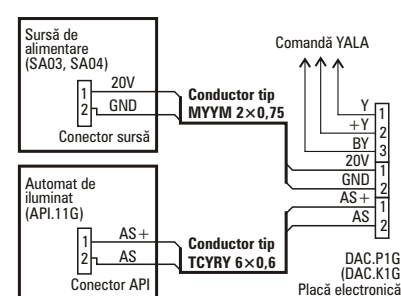 Sursă de
alimentare
(SA03, SA04)
1
2
20V
GND
Conector sursă
Conductor tip
MYYM 2×0,75
Comandă YALA
Y
+Y
BY
20V
GND
AS+
AS
1
2
3
1
2
1
2
Automat de
iluminat
(API.11G)
1
2
AS+
AS
Conector API
Conductor tip
TCYRY 6×0,6
DAC.P1G
(DAC.K1G
Placă electronică